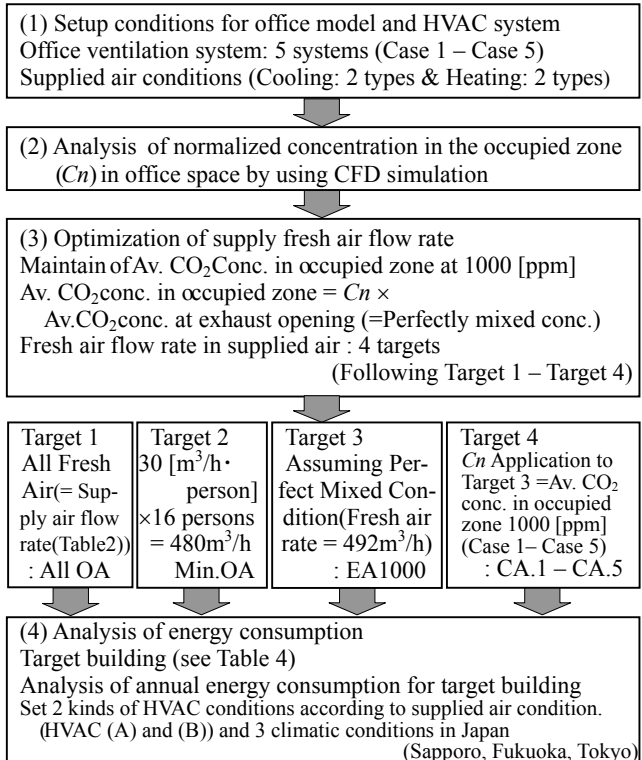 (1) Setup conditions for office model and HVAC system
Office ventilation system: 5 systems (Case 1 – Case 5)
Supplied air conditions (Cooling: 2 types & Heating: 2 types)
(2) Analysis of normalized concentration in the occupied zone
(Cn) in office space by using CFD simulation
(3) Optimization of supply fresh air flow rate
Maintain of Av. CO2Conc. in occupied zone at 1000 [ppm]
Av. CO2conc. in occupied zone = Cn ×
Av.CO2conc. at exhaust opening (=Perfectly mixed conc.)
Fresh air flow rate in supplied air : 4 targets
(Following Target 1 – Target 4)
Target 1
All Fresh
Air(= Sup-
ply air flow
rate(Table2))
: All OA
Target 2
30 [m³/h·
person]
×16 persons
= 480m³/h
Min.OA
Target 3
Assuming Per-
fect Mixed Con-
dition(Fresh air
rate = 492m³/h)
: EA1000
Target 4
Cn Application to
Target 3 =Av. CO2
conc. in occupied
zone 1000 [ppm]
(Case 1– Case 5)
: CA.1 – CA.5
(4) Analysis of energy consumption
Target building (see Table 4)
Analysis of annual energy consumption for target building
Set 2 kinds of HVAC conditions according to supplied air condition.
(HVAC (A) and (B)) and 3 climatic conditions in Japan
(Sapporo, Fukuoka, Tokyo)